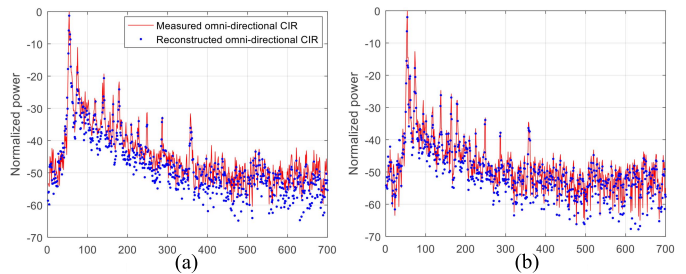 0
-10
-20
-30
-40
-50
-60
-70
Normalized power
Measured omni-directional CIR
Reconstructed omni-directional CIR
0 100 200 300 400 500 600 700
(a)
0
-10
-20
-30
-40
-50
-60
-70
Normalized power
0 100 200 300 400 500 600 700
(b)